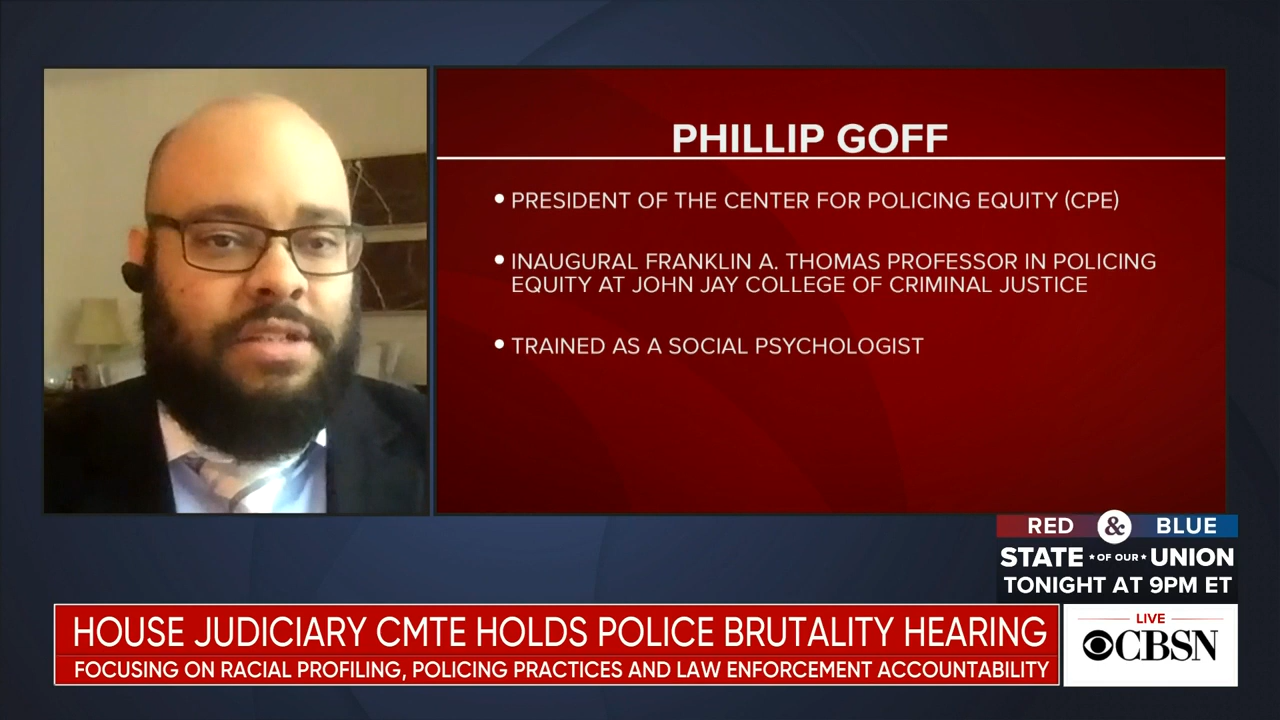 PHILLIP GOFF
• PRESIDENT OF THE CENTER FOR POLICING EQUITY (CPE)
• INAUGURAL FRANKLIN A. THOMAS PROFESSOR IN POLICING
EQUITY AT JOHN JAY COLLEGE OF CRIMINAL JUSTICE
• TRAINED AS A SOCIAL PSYCHOLOGIST
RED & BLUE
STATE ★ OF OUR ★ UNION
TONIGHT AT 9PM ET
HOUSE JUDICIARY CMTE HOLDS POLICE BRUTALITY HEARING
FOCUSING ON RACIAL PROFILING, POLICING PRACTICES AND LAW ENFORCEMENT ACCOUNTABILITY
LIVE
CBSN